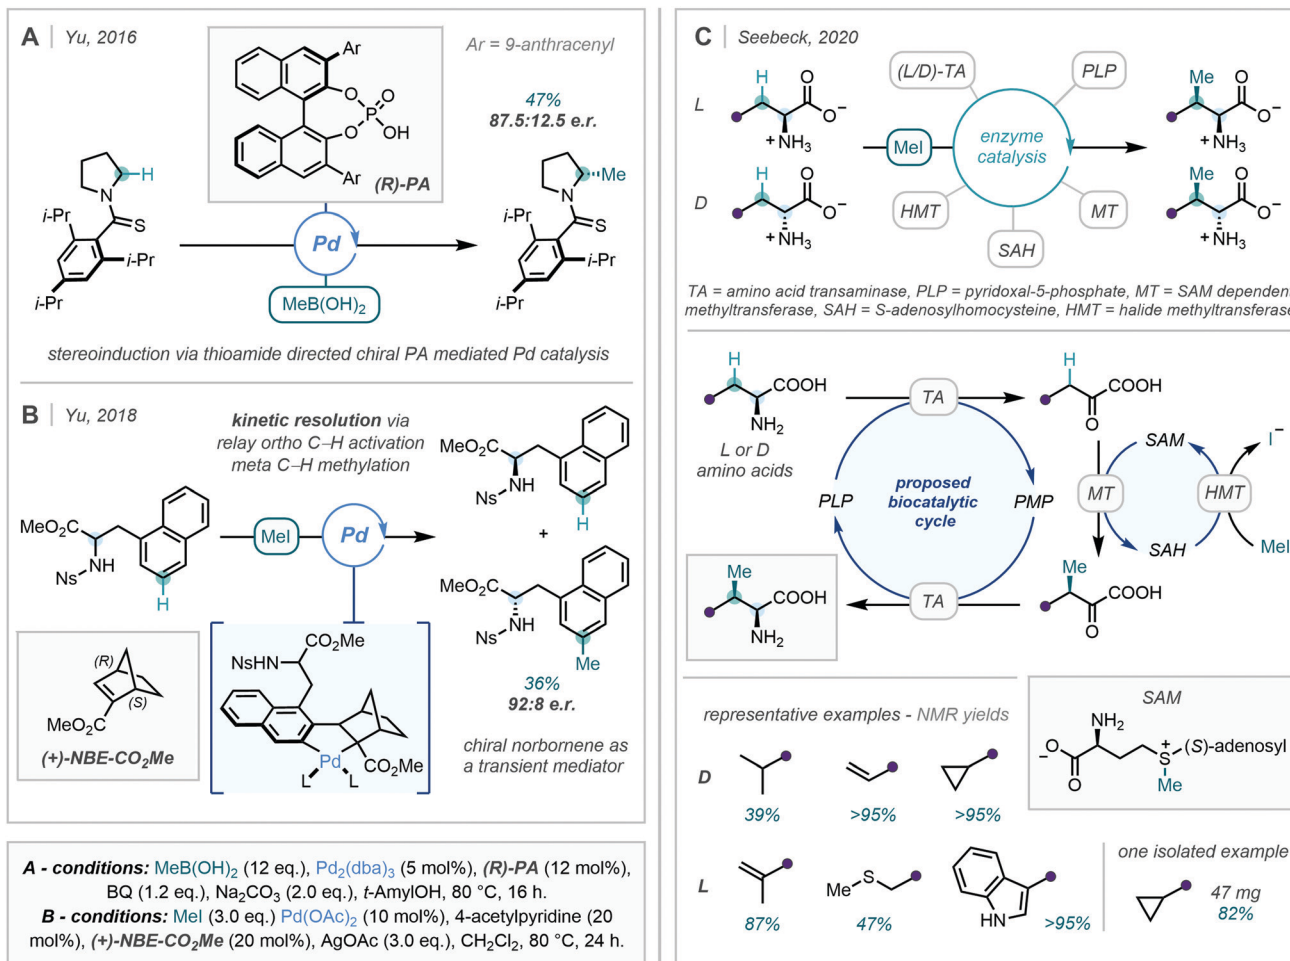 A | Yu, 2016
Ar
Ar = 9-anthracenyl
O
O
P
O
OH
Ar
(R)-PA
47%
87.5:12.5 e.r.
H
N
S
i-Pr
i-Pr
i-Pr
Pd
MeB(OH)2
Me
N
S
i-Pr
i-Pr
i-Pr
stereoinduction via thioamide directed chiral PA mediated Pd catalysis
B | Yu, 2018
kinetic resolution via
relay ortho C–H activation
meta C–H methylation
MeO2C
NH
Ns
H
MeI
Pd
MeO2C
NH
Ns
H
+
MeO2C
NH
Ns
Me
36%
92:8 e.r.
chiral norbornene as
a transient mediator
(R)
(S)
MeO2C
(+)-NBE-CO2Me
CO2Me
NsHN
Pd
CO2Me
L
L
A - conditions: MeB(OH)2 (12 eq.), Pd2(dba)3 (5 mol%), (R)-PA (12 mol%),
BQ (1.2 eq.), Na2CO3 (2.0 eq.), t-AmylOH, 80 °C, 16 h.
B - conditions: MeI (3.0 eq.) Pd(OAc)2 (10 mol%), 4-acetylpyridine (20
mol%), (+)-NBE-CO2Me (20 mol%), AgOAc (3.0 eq.), CH2Cl2, 80 °C, 24 h.
C | Seebeck, 2020
L
H
O
O−
+NH3
D
H
O
O−
+NH3
MeI
(L/D)-TA
PLP
enzyme
catalysis
HMT
MT
SAH
Me
O
O−
+NH3
Me
O
O−
+NH3
TA = amino acid transaminase, PLP = pyridoxal-5-phosphate, MT = SAM dependent
methyltransferase, SAH = S-adenosylhomocysteine, HMT = halide methyltransferase
H
COOH
NH2
L or D
amino acids
TA
H
COOH
O
PLP
proposed
biocatalytic
cycle
PMP
SAM
I−
MT
HMT
SAH
MeI
Me
COOH
NH2
TA
Me
COOH
O
representative examples - NMR yields
D
39%
>95%
>95%
L
87%
Me
S
47%
NH
>95%
SAM
NH2
−O
O
S+
(S)-adenosyl
Me
one isolated example
47 mg
82%